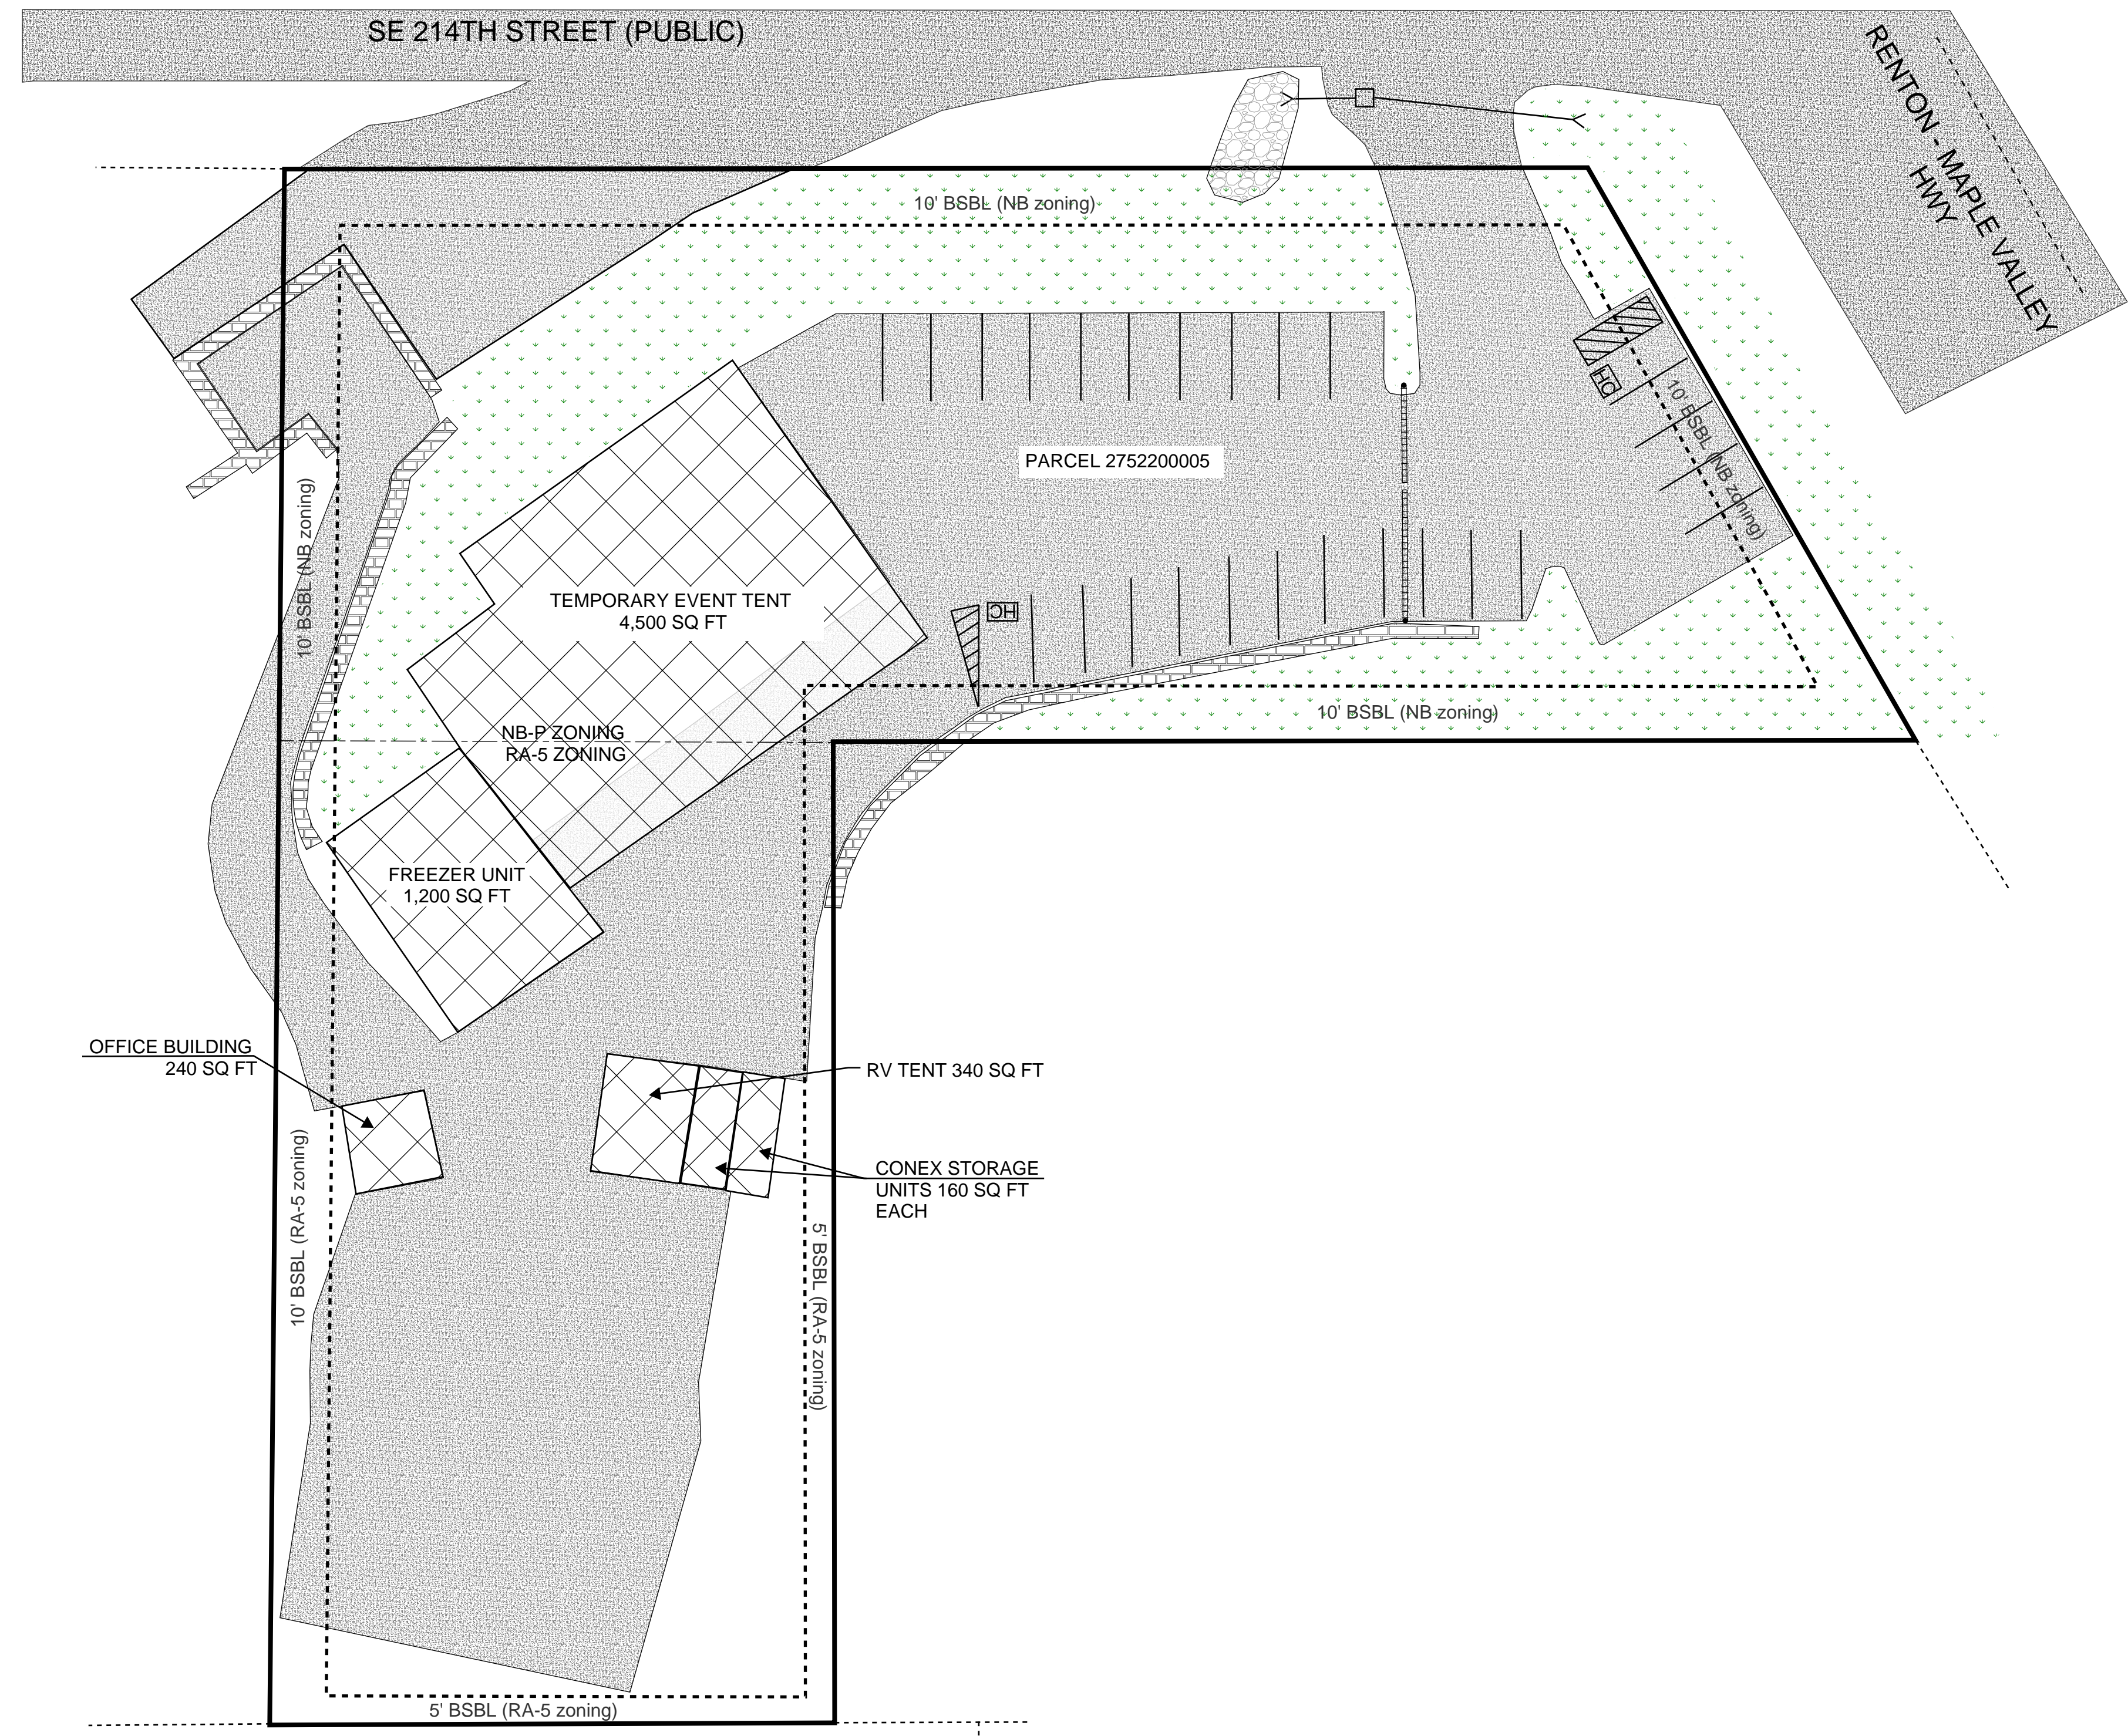 SE 214TH STREET (PUBLIC)
RENTON - MAPLE VALLEY
HWY
10' BSBL (NB zoning)
HC
10' BSBL (NB zoning)
PARCEL 2752200005
10' BSBL (NB zoning)
TEMPORARY EVENT TENT
4,500 SQ FT
HC
10' BSBL (NB zoning)
NB-P ZONING
RA-5 ZONING
FREEZER UNIT
1,200 SQ FT
OFFICE BUILDING
240 SQ FT
RV TENT 340 SQ FT
CONEX STORAGE
UNITS 160 SQ FT
EACH
10' BSBL (RA-5 zoning)
5' BSBL (RA-5 zoning)
5' BSBL (RA-5 zoning)